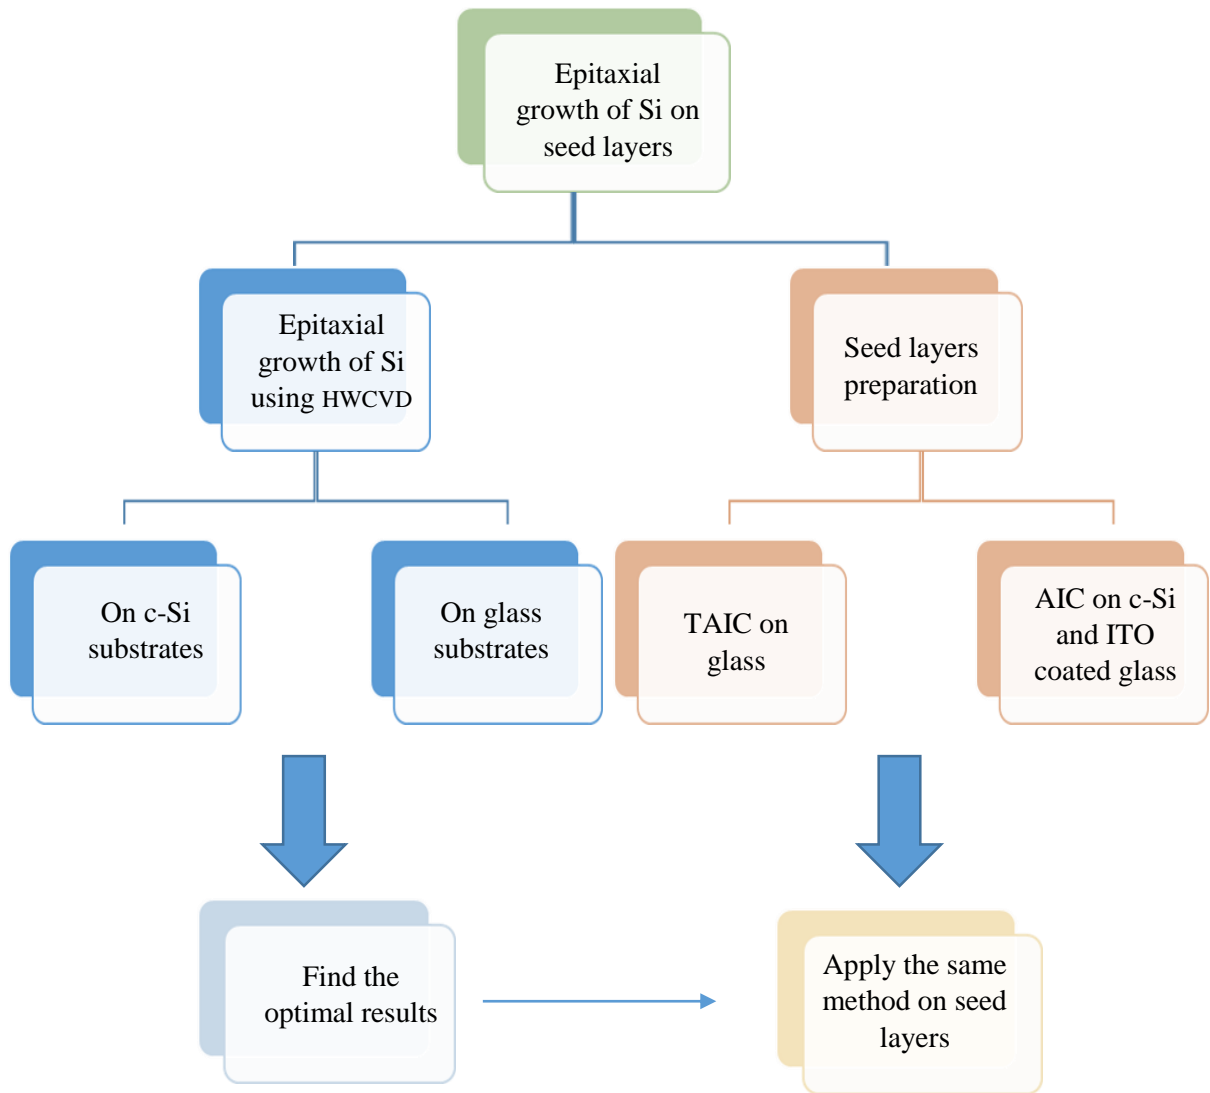 Epitaxial
growth of Si on
seed layers
Epitaxial
growth of Si
using HWCVD
Seed layers
preparation
On c-Si
substrates
On glass
substrates
TAIC on
glass
AIC on c-Si
and ITO
coated glass
Find the
optimal results
Apply the same
method on seed
layers